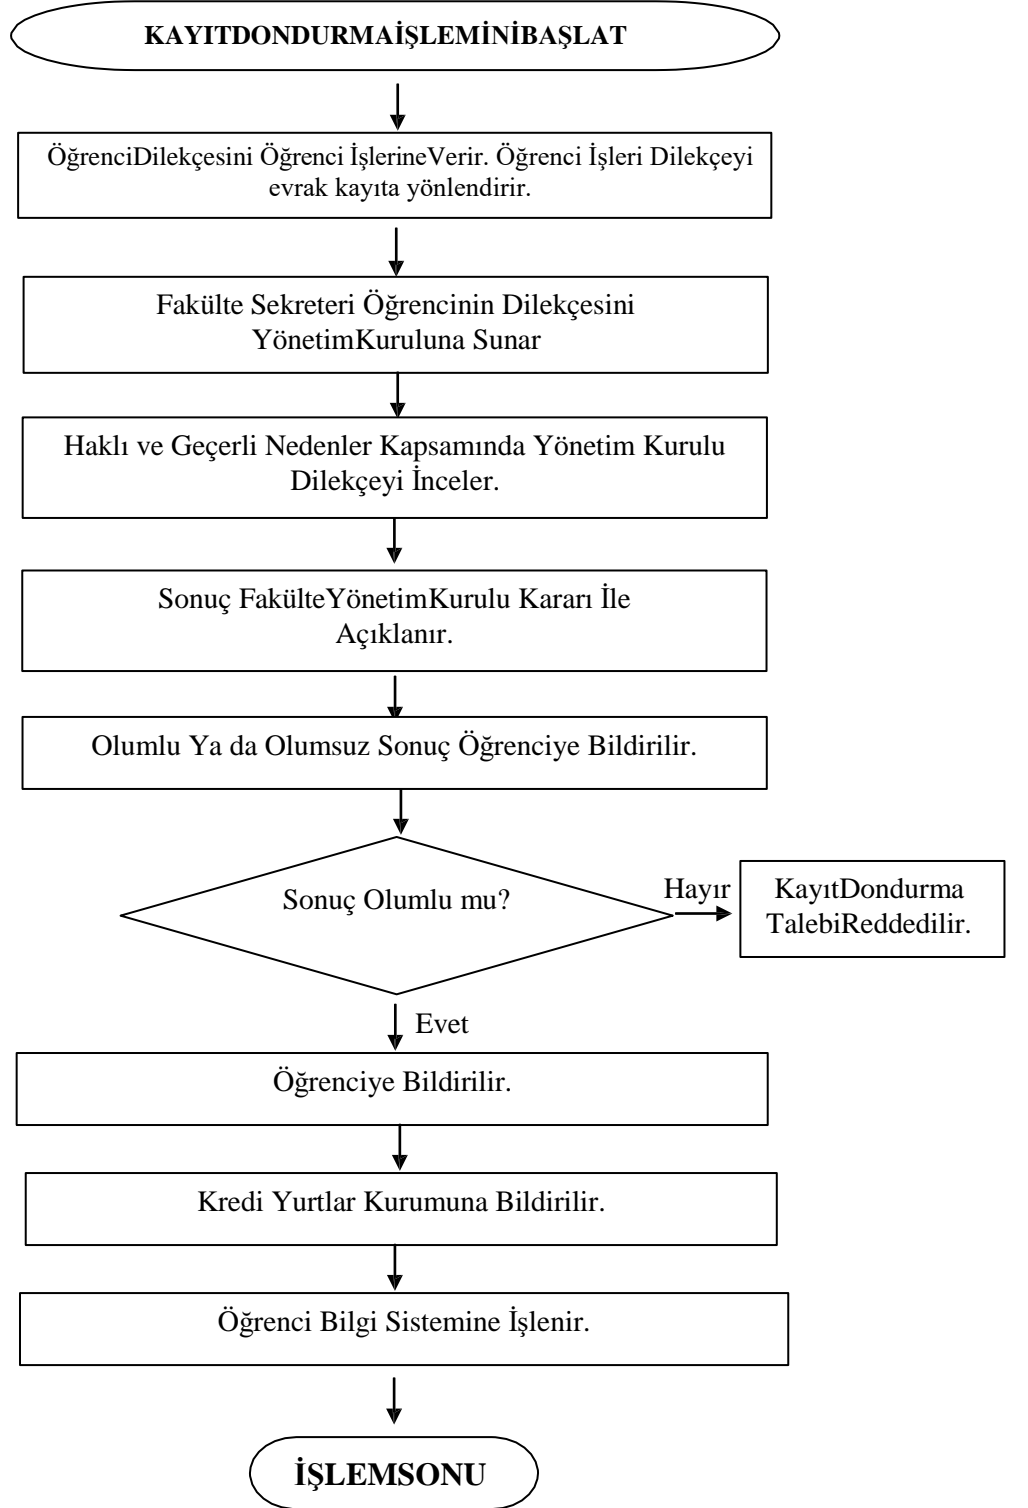 KAYITDONDURMAİŞLEMİNİBAŞLAT
ÖğrenciDilekçesini Öğrenci İşlerineVerir. Öğrenci İşleri Dilekçeyi
evrak kayıta yönlendirir.
Fakülte Sekreteri Öğrencinin Dilekçesini
YönetimKuruluna Sunar
Haklı ve Geçerli Nedenler Kapsamında Yönetim Kurulu
Dilekçeyi İnceler.
Sonuç FakülteYönetimKurulu Kararı İle
Açıklanır.
Olumlu Ya da Olumsuz Sonuç Öğrenciye Bildirilir.
Sonuç Olumlu mu?
Hayır
KayıtDondurma
TalebiReddedilir.
Evet
Öğrenciye Bildirilir.
Kredi Yurtlar Kurumuna Bildirilir.
Öğrenci Bilgi Sistemine İşlenir.
İŞLEMSONU